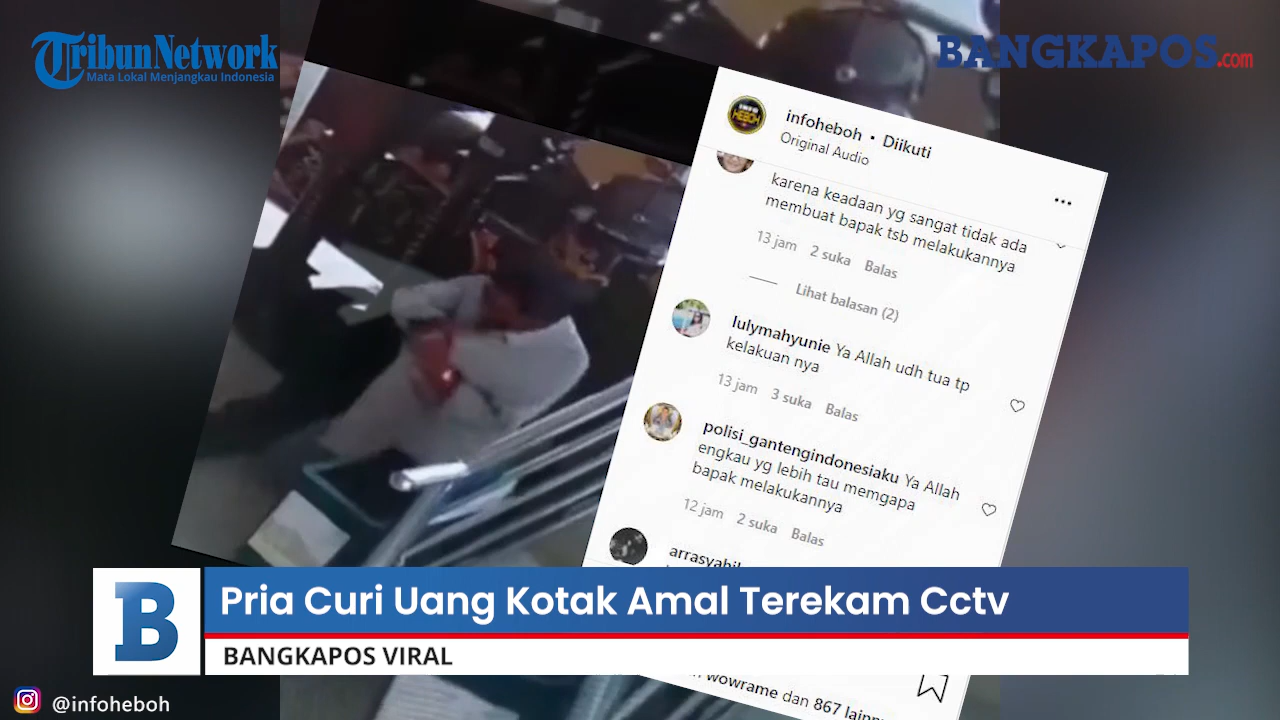 TribunNetwork
Mata Lokal Menjangkau Indonesia
BANGKAPOS.com
INFO
HEBOH
infoheboh • Diikuti
Original Audio
karena keadaan yg sangat tidak ada
membuat bapak tsb melakukannya
13 jam 2 suka Balas
Lihat balasan (2)
lulymahyunie Ya Allah udh tua tp
kelakuan nya
13 jam 3 suka Balas
polisi_gantengindonesiaku Ya Allah
engkau yg lebih tau memgapa
bapak melakukannya
12 jam 2 suka Balas
B
Pria Curi Uang Kotak Amal Terekam Cctv
BANGKAPOS VIRAL
wowrame dan 867
@infoheboh